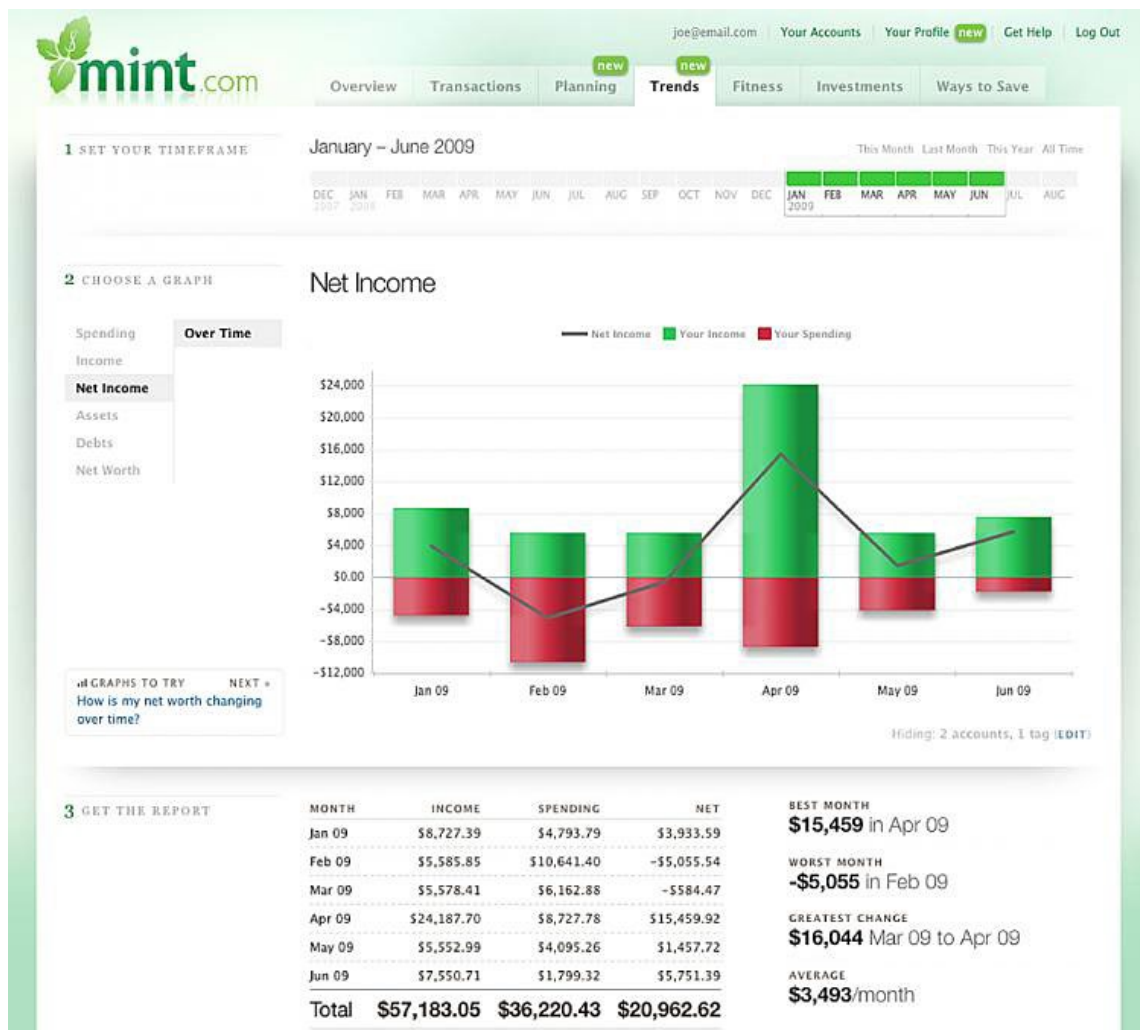 joe@email.com Your Accounts Your Profile new Get Help Log Out
mint.com
new new
Overview Transactions Planning Trends Fitness Investments Ways to Save
1 SET YOUR TIMEFRAME
January – June 2009
This Month Last Month This Year All Time
DEC JAN FEB MAR APR MAY JUN JUL AUG SEP OCT NOV DEC JAN FEB MAR APR MAY JUN JUL AUG
2007 2008 2009
2 CHOOSE A GRAPH
Spending Over Time
Income
Net Income
Assets
Debts
Net Worth
Net Income
Net Income Your Income Your Spending
$24,000
$20,000
$16,000
$12,000
$8,000
$4,000
$0.00
-$4,000
-$8,000
-$12,000
Jan 09 Feb 09 Mar 09 Apr 09 May 09 Jun 09
GRAPHS TO TRY NEXT »
How is my net worth changing
over time?
Hiding: 2 accounts, 1 tag (EDIT)
3 GET THE REPORT
MONTH INCOME SPENDING NET
Jan 09 $8,727.39 $4,793.79 $3,933.59
Feb 09 $5,585.85 $10,641.40 -$5,055.54
Mar 09 $5,578.41 $6,162.88 -$584.47
Apr 09 $24,187.70 $8,727.78 $15,459.92
May 09 $5,552.99 $4,095.26 $1,457.72
Jun 09 $7,550.71 $1,799.32 $5,751.39
Total $57,183.05 $36,220.43 $20,962.62
BEST MONTH
$15,459 in Apr 09
WORST MONTH
-$5,055 in Feb 09
GREATEST CHANGE
$16,044 Mar 09 to Apr 09
AVERAGE
$3,493/month